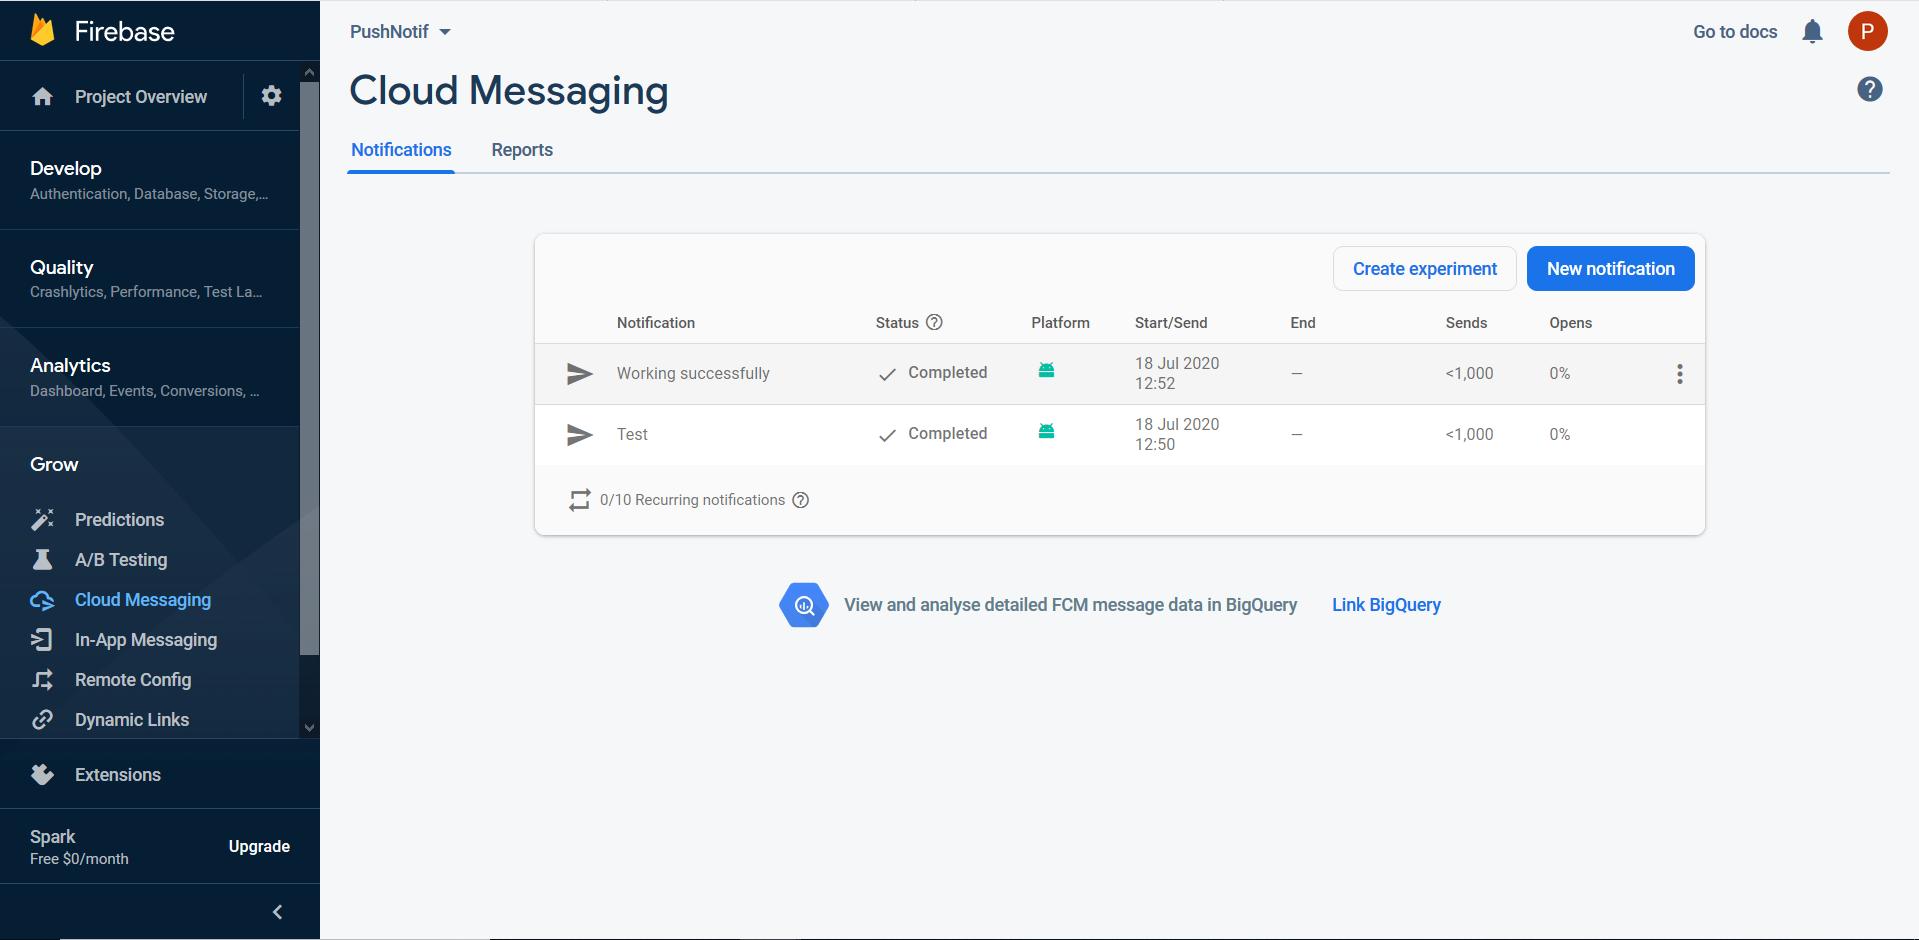 Firebase
PushNotif
Go to docs
P
Project Overview
Cloud Messaging
Notifications
Reports
Develop
Authentication, Database, Storage,...
Quality
Crashlytics, Performance, Test La...
Analytics
Dashboard, Events, Conversions, ...
Grow
Predictions
A/B Testing
Cloud Messaging
In-App Messaging
Remote Config
Dynamic Links
Extensions
Spark
Free $0/month
Upgrade
Create experiment
New notification
Notification Status Platform Start/Send End Sends Opens
Working successfully Completed 18 Jul 2020 12:52 – <1,000 0%
Test Completed 18 Jul 2020 12:50 – <1,000 0%
0/10 Recurring notifications
View and analyse detailed FCM message data in BigQuery
Link BigQuery